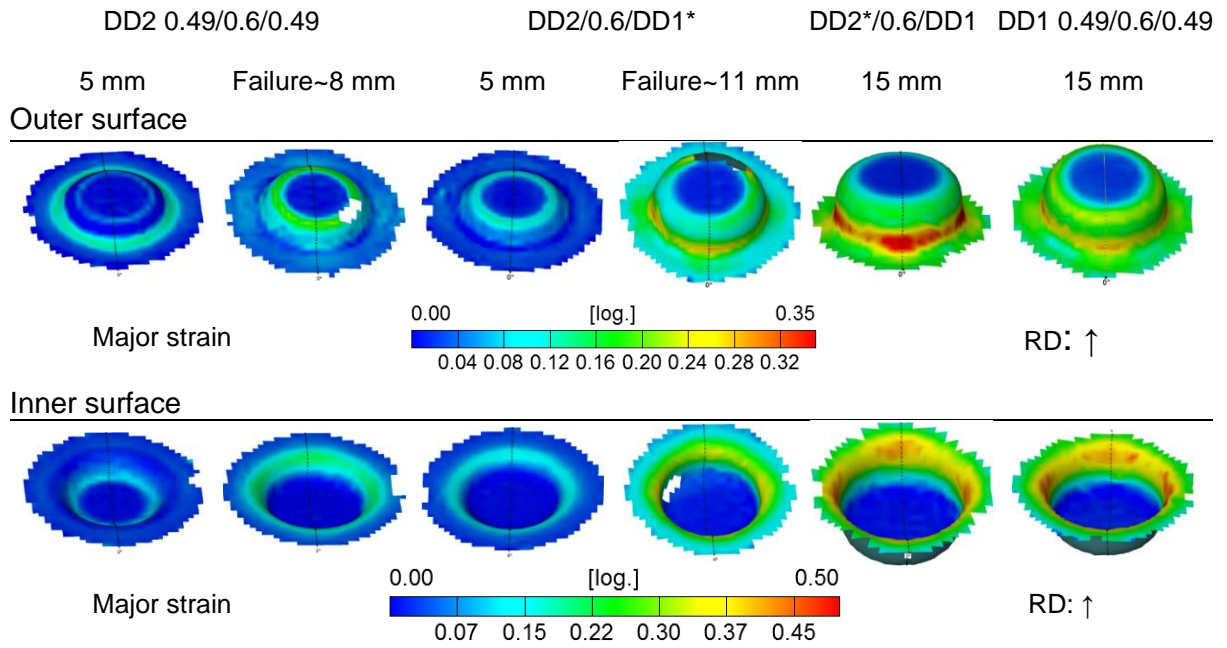 DD2 0.49/0.6/0.49 DD2/0.6/DD1* DD2*/0.6/DD1 DD1 0.49/0.6/0.49
5 mm Failure~8 mm 5 mm Failure~11 mm 15 mm 15 mm
Outer surface
0.00 [log.] 0.35
Major strain RD: ↑
0.04 0.08 0.12 0.16 0.20 0.24 0.28 0.32
Inner surface
0.00 [log.] 0.50
Major strain RD: ↑
0.07 0.15 0.22 0.30 0.37 0.45